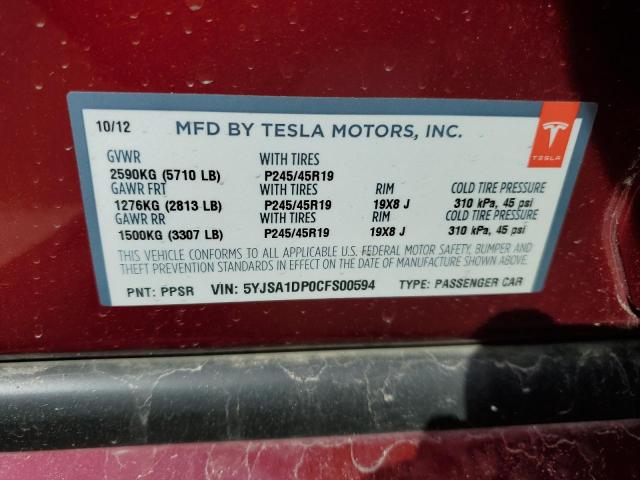 10/12 MFD BY TESLA MOTORS, INC.
TESLA
GVWR WITH TIRES
2590KG (5710 LB) P245/45R19
GAWR FRT WITH TIRES RIM COLD TIRE PRESSURE
1276KG (2813 LB) P245/45R19 19X8 J 310 kPa, 45 psi
GAWR RR WITH TIRES RIM COLD TIRE PRESSURE
1500KG (3307 LB) P245/45R19 19X8 J 310 kPa, 45 psi
THIS VEHICLE CONFORMS TO ALL APPLICABLE U.S. FEDERAL MOTOR SAFETY, BUMPER AND
THEFT PREVENTION STANDARDS IN EFFECT ON THE DATE OF MANUFACTURE SHOWN ABOVE.
PNT: PPSR VIN: 5YJSA1DP0CFS00594 TYPE: PASSENGER CAR